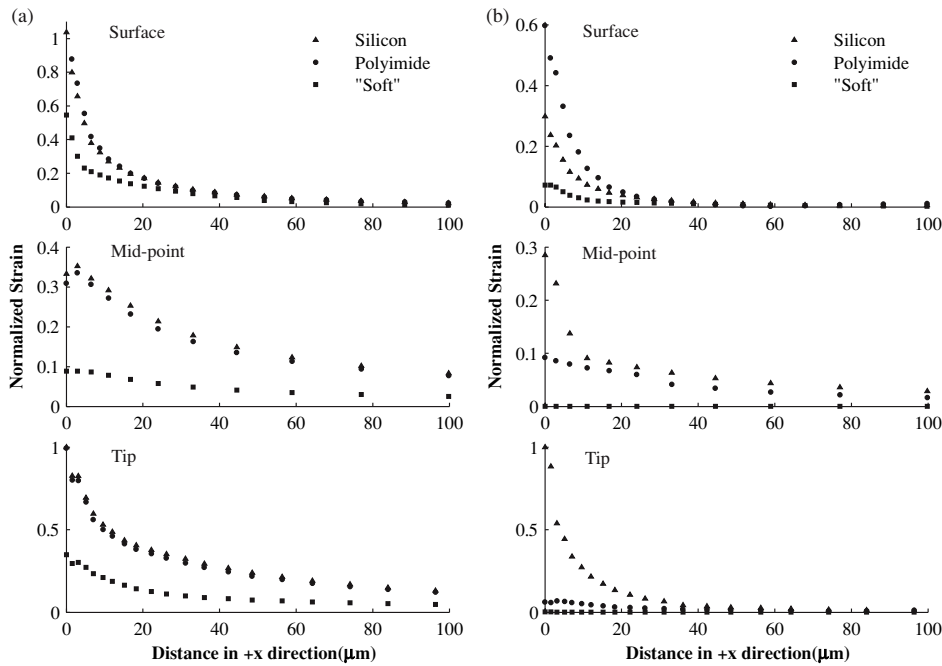 (a)
Surface
Silicon
Polyimide
"Soft"
1
0.8
0.6
0.4
0.2
0
0 20 40 60 80 100
Mid-point
0.4
0.3
0.2
0.1
0
0 20 40 60 80 100
Normalized Strain
Tip
1
0.5
0
0 20 40 60 80 100
Distance in +x direction(μm)
(b)
Surface
Silicon
Polyimide
"Soft"
0.6
0.4
0.2
0
0 20 40 60 80 100
Mid-point
0.3
0.2
0.1
0
0 20 40 60 80 100
Normalized Strain
Tip
1
0.5
0
0 20 40 60 80 100
Distance in +x direction(μm)